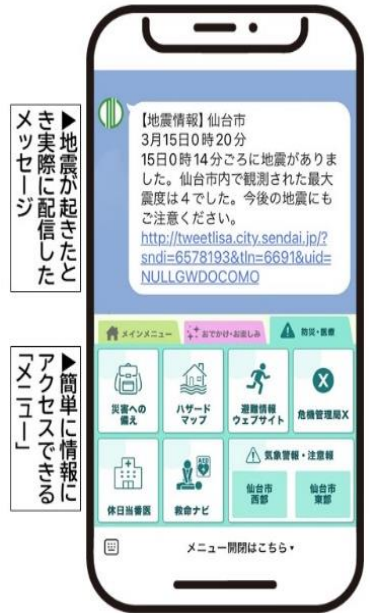 ▶地震が起きたと
き実際に配信した
メッセージ
【地震情報】仙台市
3月15日0時20分
15日0時14分ごろに地震がありま
した。仙台市内で観測された最大
震度は4でした。今後の地震にも
ご注意ください。
http://tweetlisa.city.sendai.jp/?
sndi=6578193&tln=6691&uid=
NULLGWDOCOMO
▶簡単に情報に
アクセスできる
「メニュー」
メインメニュー
おでかけ・お楽しみ
防災・医療
災害への
備え
ハザード
マップ
避難情報
ウェブサイト
X
危機管理局X
休日当番医
AED
救命ナビ
気象警報・注意報
仙台市
西部
仙台市
東部
メニュー開閉はこちら▾